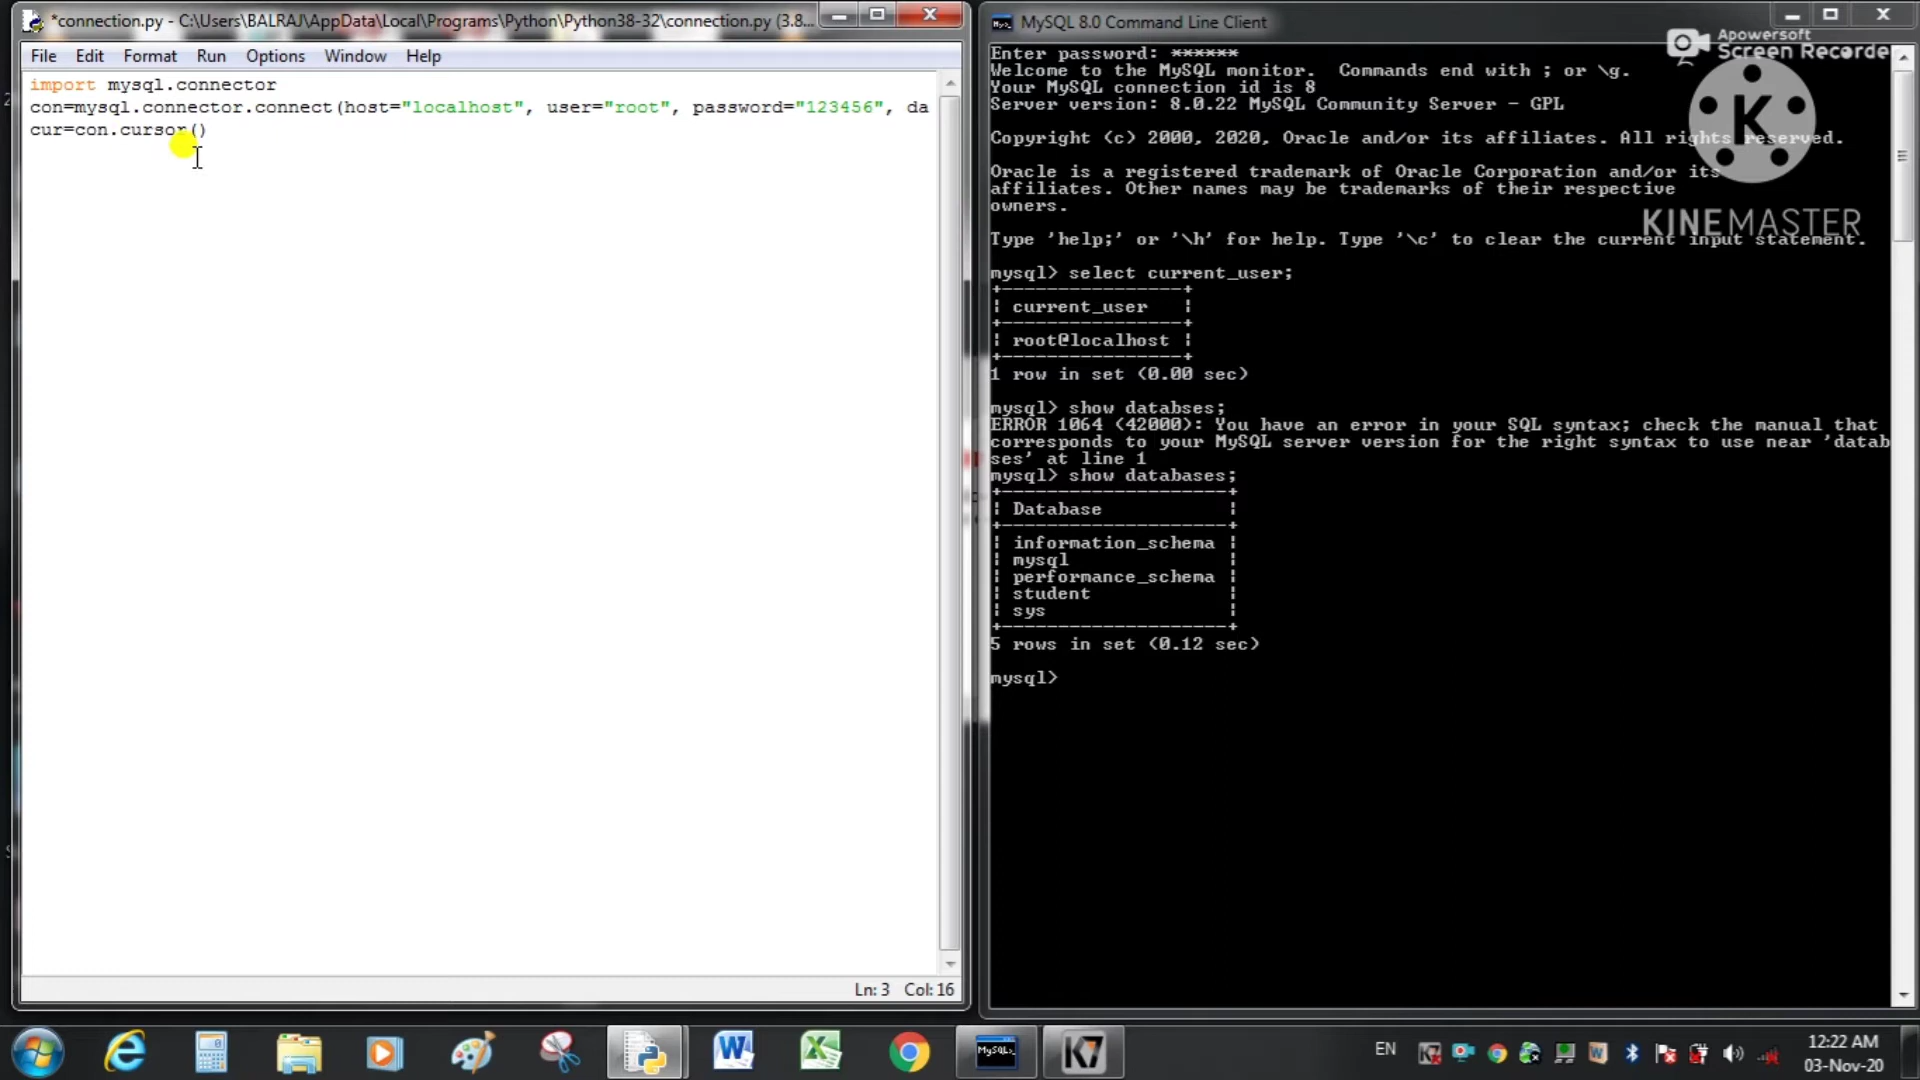 *connection.py - C:\Users\BALRAJ\AppData\Local\Programs\Python\Python38-32\connection.py (3.8...
File Edit Format Run Options Window Help
import mysql.connector
con=mysql.connector.connect(host="localhost", user="root", password="123456", da
cur=con.cursor()
Ln: 3 Col: 16
MySQL 8.0 Command Line Client
Apowersoft
Screen Recorder
K
KINEMASTER
Enter password: ******
Welcome to the MySQL monitor.  Commands end with ; or \g.
Your MySQL connection id is 8
Server version: 8.0.22 MySQL Community Server - GPL
Copyright (c) 2000, 2020, Oracle and/or its affiliates. All rights reserved.
Oracle is a registered trademark of Oracle Corporation and/or its
affiliates. Other names may be trademarks of their respective
owners.
Type 'help;' or '\h' for help. Type '\c' to clear the current input statement.
mysql> select current_user;
current_user
root@localhost
1 row in set (0.00 sec)
mysql> show databses;
ERROR 1064 (42000): You have an error in your SQL syntax; check the manual that
corresponds to your MySQL server version for the right syntax to use near 'datab
ses' at line 1
mysql> show databases;
Database
information_schema
mysql
performance_schema
student
sys
5 rows in set (0.12 sec)
mysql>
MySQL
K7
EN
12:22 AM
03-Nov-20